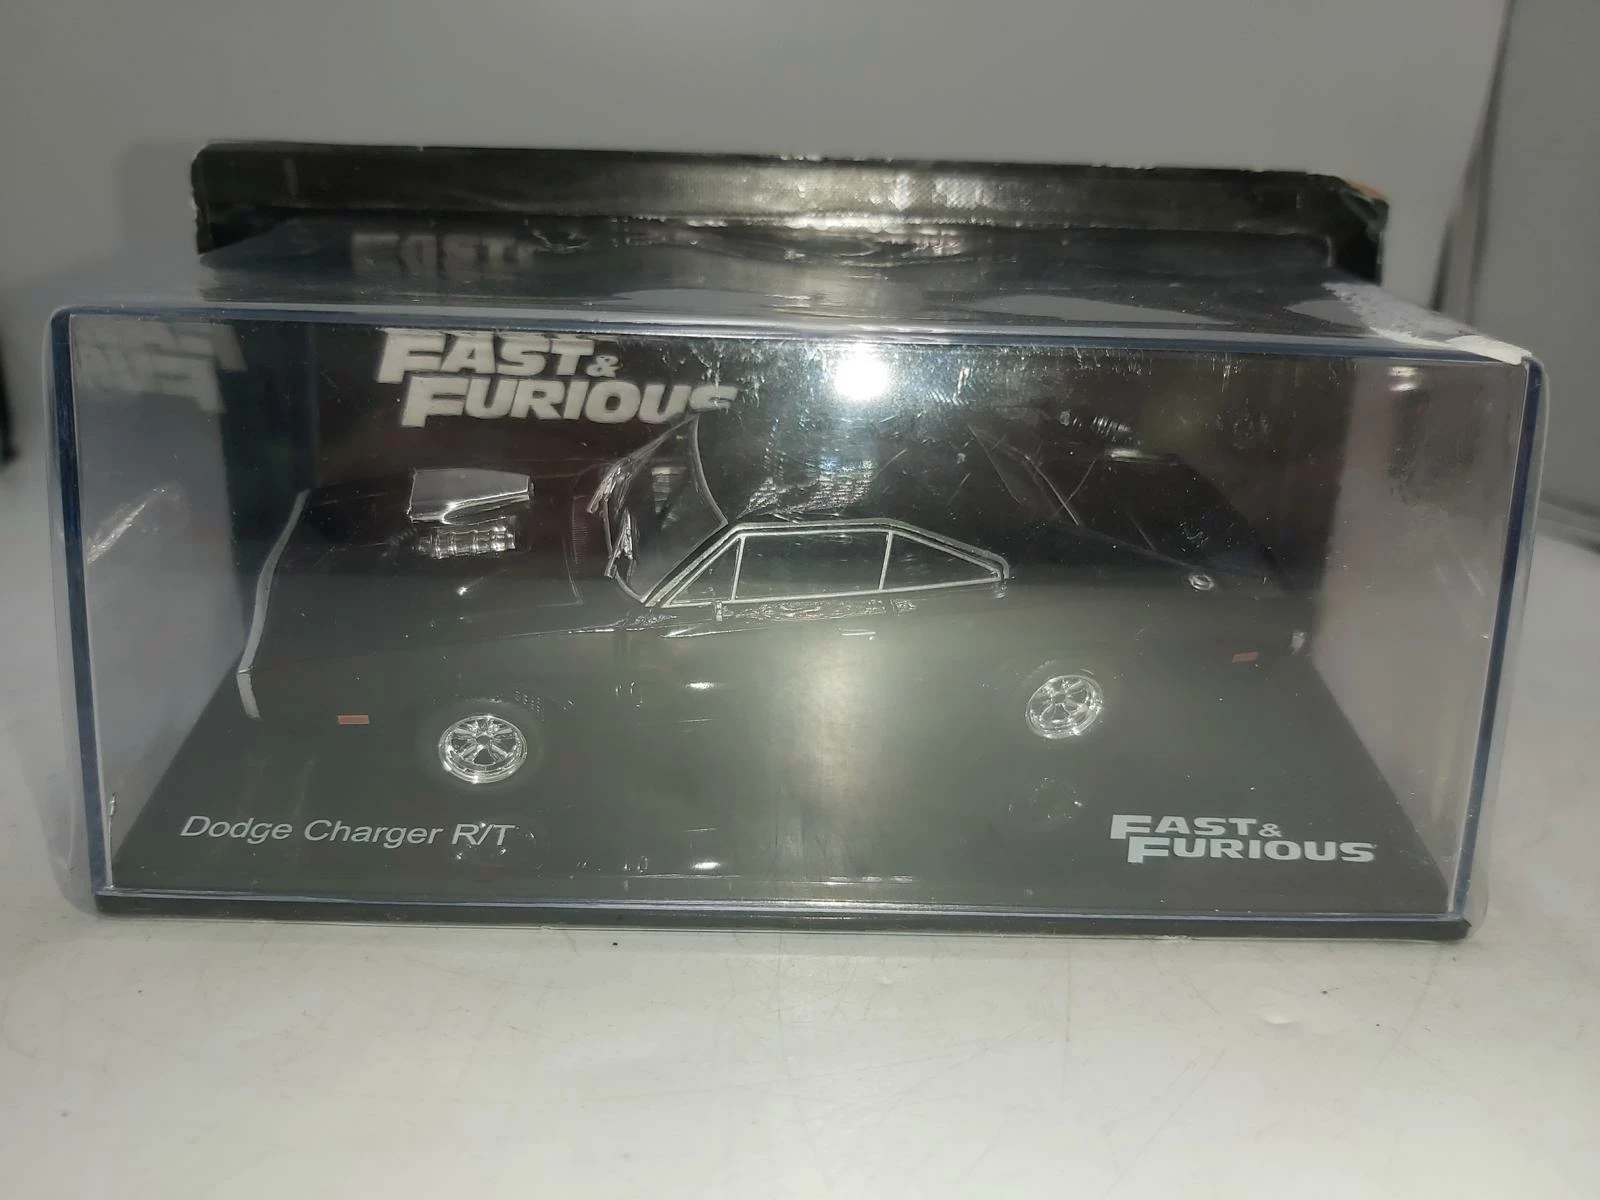 FAST &
FURIOUS
Dodge Charger R/T
FAST &
FURIOUS